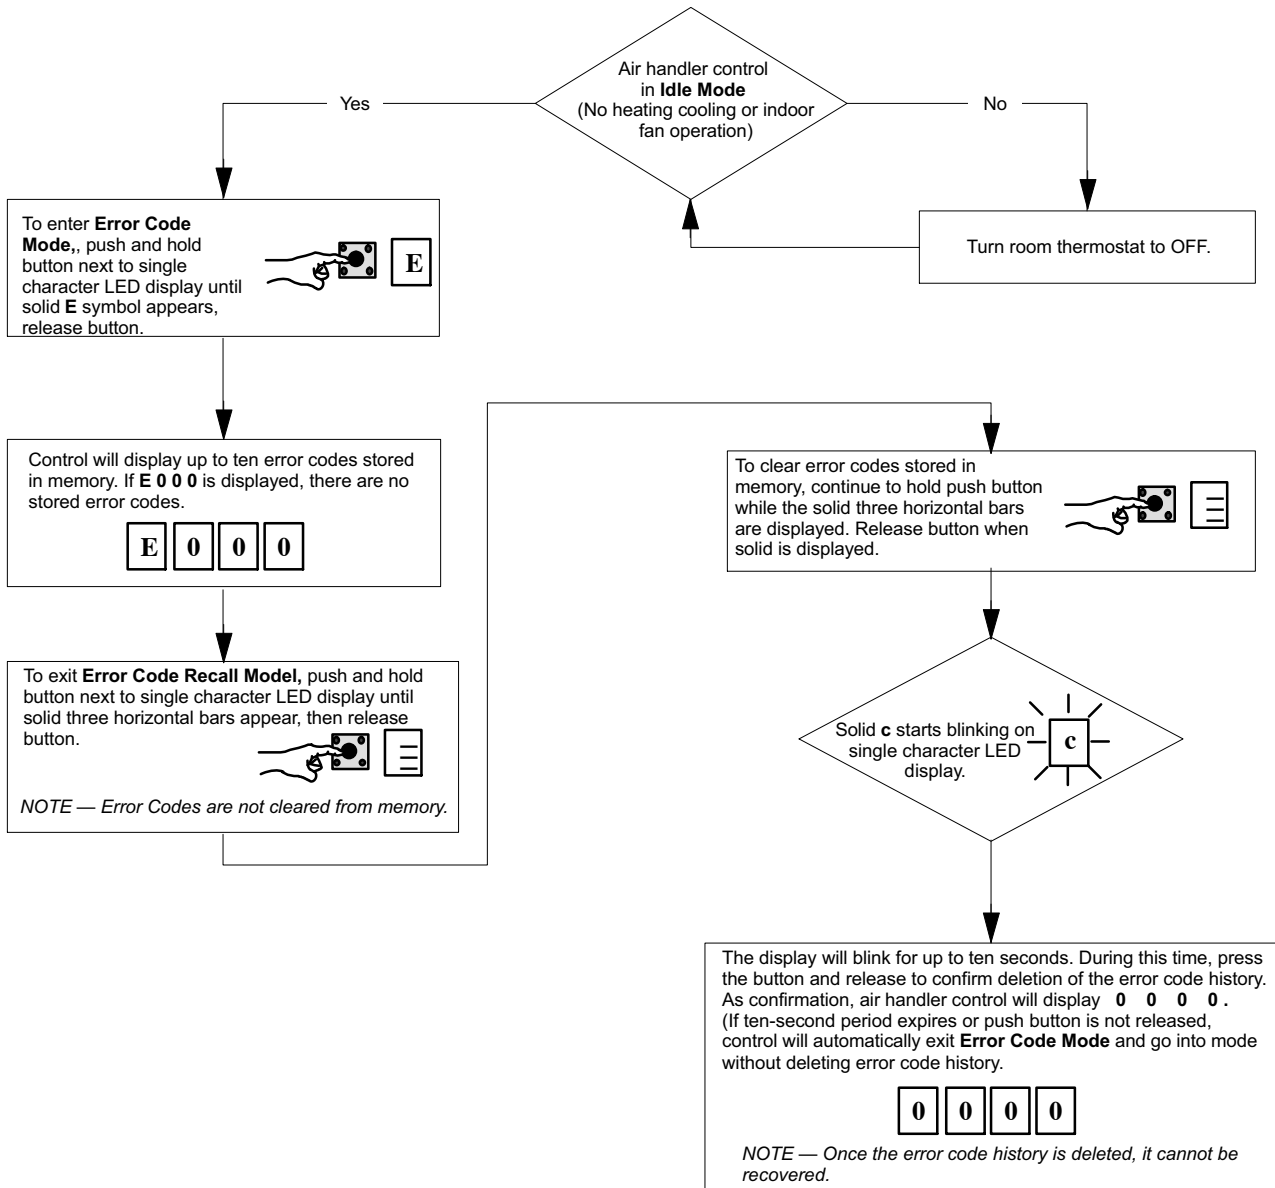 Air handler control
in Idle Mode
(No heating cooling or indoor
fan operation)
Yes
No
To enter Error Code
Mode,, push and hold
button next to single
character LED display until
solid E symbol appears,
release button.
E
Turn room thermostat to OFF.
Control will display up to ten error codes stored
in memory. If E 0 0 0 is displayed, there are no
stored error codes.
E 0 0 0
To exit Error Code Recall Model, push and hold
button next to single character LED display until
solid three horizontal bars appear, then release
button.
NOTE — Error Codes are not cleared from memory.
To clear error codes stored in
memory, continue to hold push button
while the solid three horizontal bars
are displayed. Release button when
solid is displayed.
Solid c starts blinking on
single character LED
display.
c
The display will blink for up to ten seconds. During this time, press
the button and release to confirm deletion of the error code history.
As confirmation, air handler control will display 0 0 0 0 .
(If ten-second period expires or push button is not released,
control will automatically exit Error Code Mode and go into mode
without deleting error code history.
0 0 0 0
NOTE — Once the error code history is deleted, it cannot be
recovered.